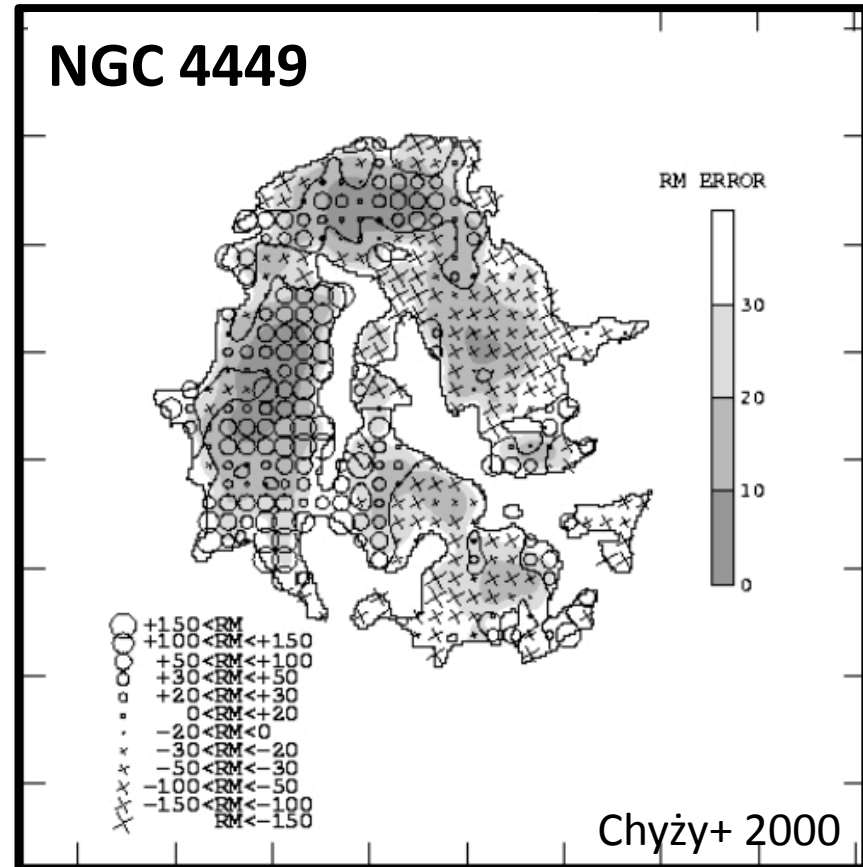 NGC 4449
RM ERROR
30
20
10
0
+150<RM
+100<RM<+150
+50<RM<+100
+30<RM<+50
+20<RM<+30
0<RM<+20
-20<RM<0
-30<RM<-20
-50<RM<-30
-100<RM<-50
-150<RM<-100
RM<-150
Chyży+ 2000